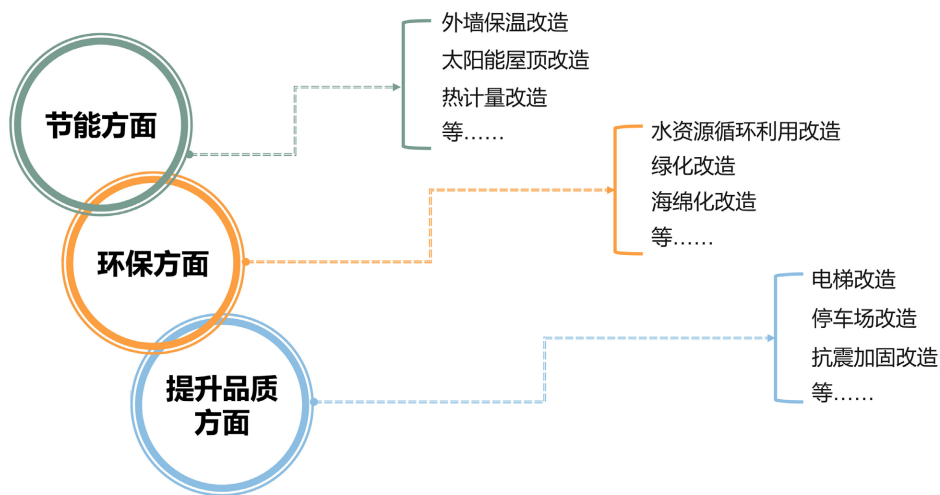 节能方面
外墙保温改造
太阳能屋顶改造
热计量改造
等……
环保方面
水资源循环利用改造
绿化改造
海绵化改造
等……
提升品质
方面
电梯改造
停车场改造
抗震加固改造
等……